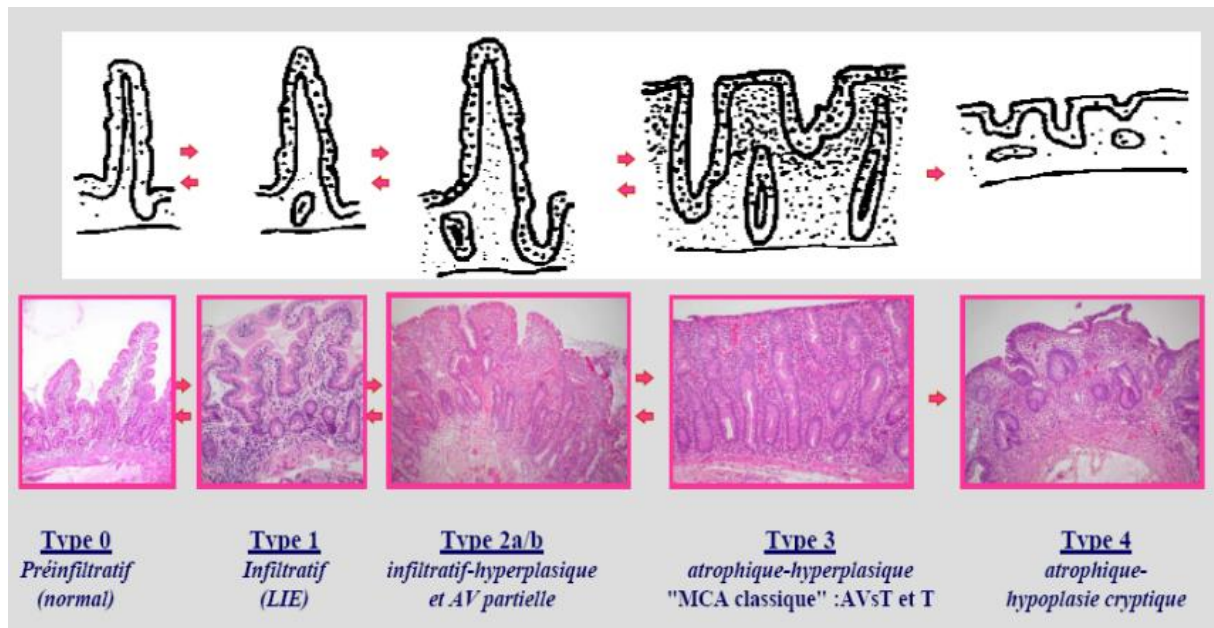 Type 0
Préinfiltratif
(normal)
Type 1
Infiltratif
(LIE)
Type 2a/b
infiltratif-hyperplasique
et AV partielle
Type 3
atrophique-hyperplasique
"MCA classique" :AVsT et T
Type 4
atrophique-
hypoplasie cryptique